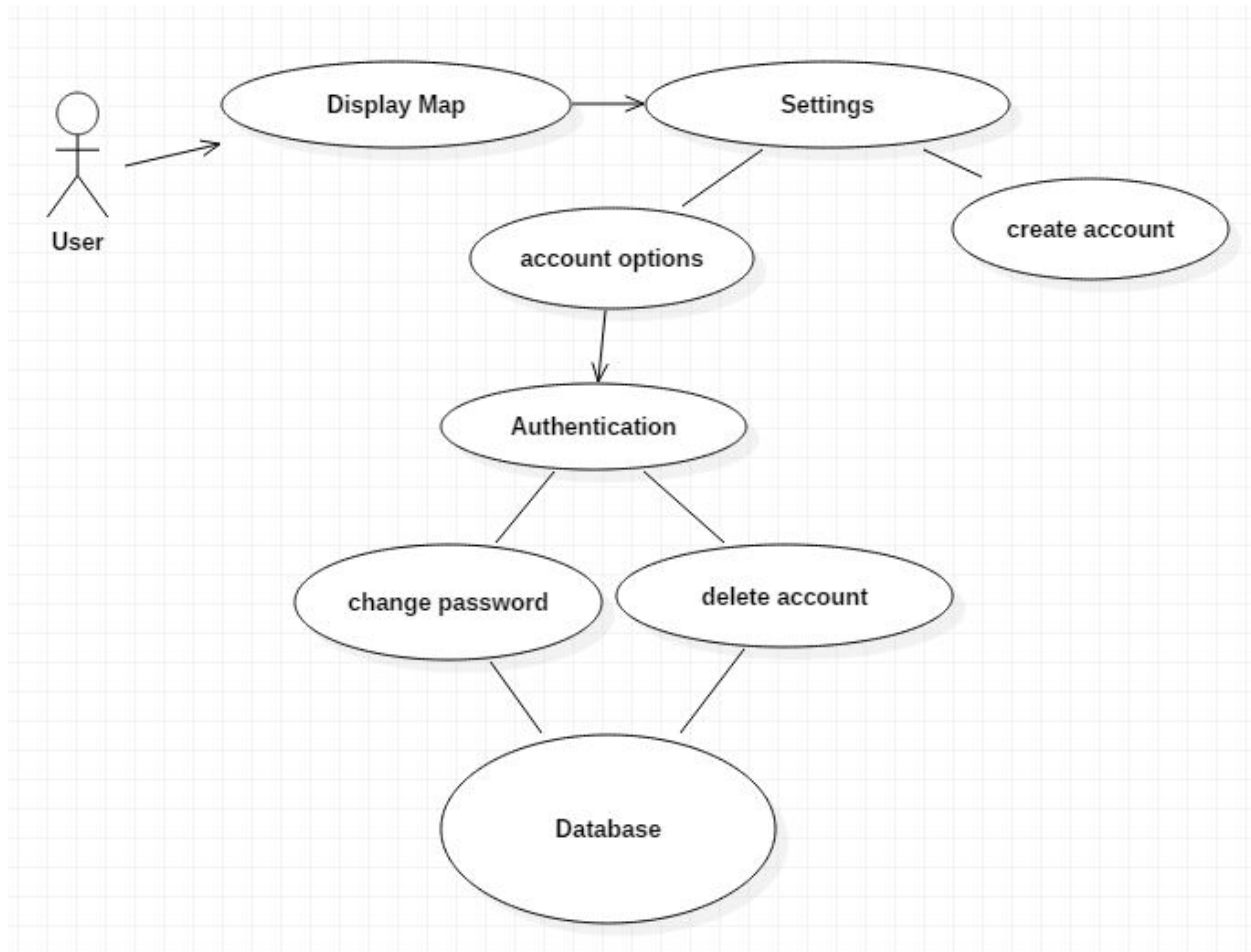 Display Map
Settings
User
create account
account options
Authentication
change password
delete account
Database